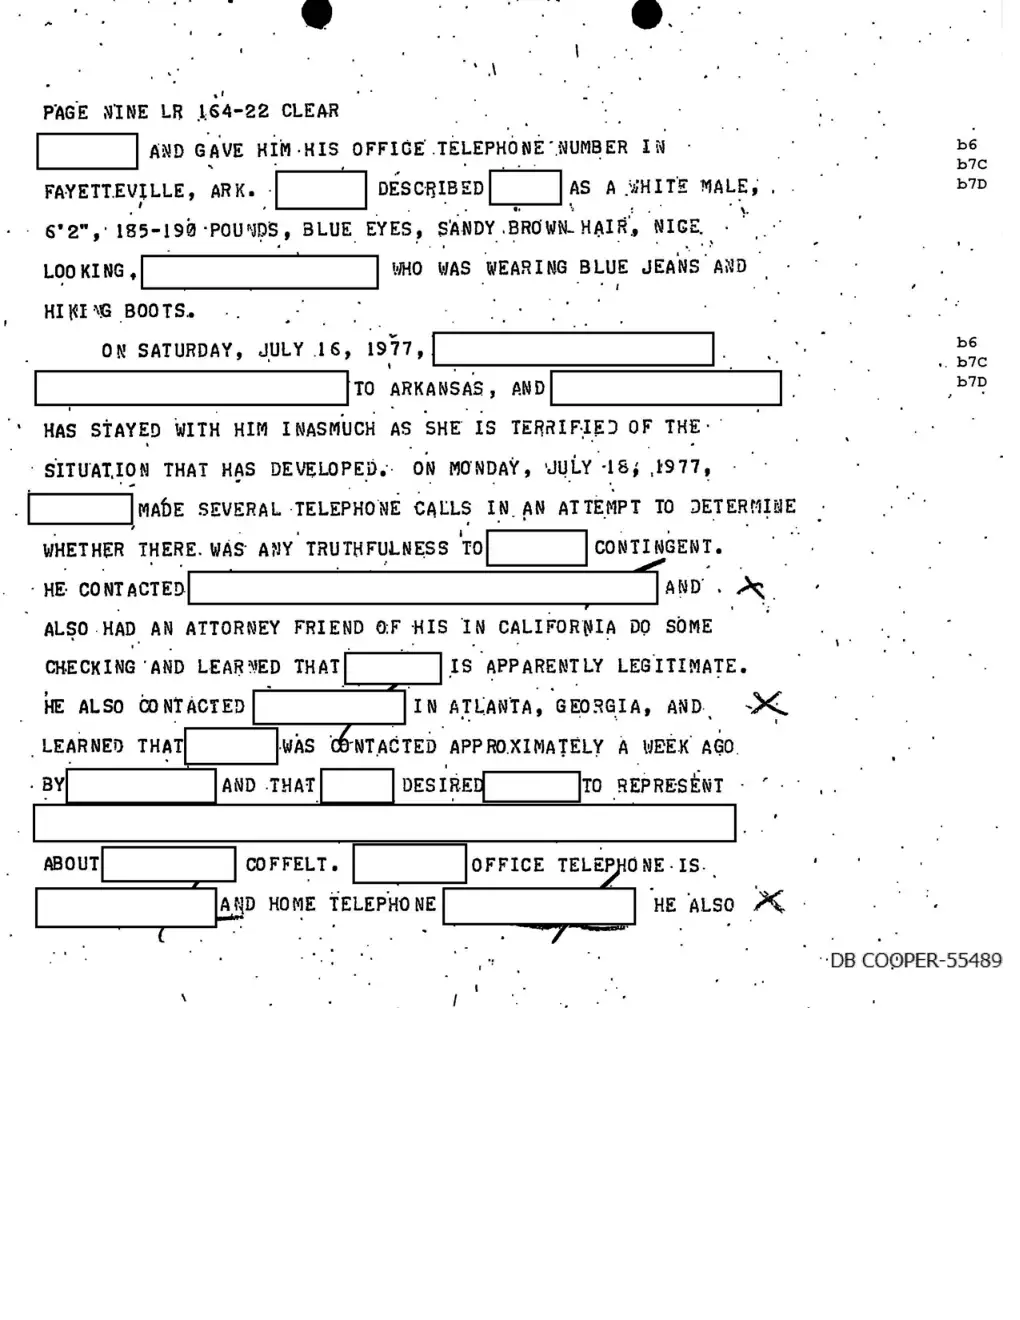 PAGE NINE LR 164-22 CLEAR
AND GAVE HIM HIS OFFICE TELEPHONE NUMBER IN
b6
b7C
b7D
FAYETTEVILLE, ARK. DESCRIBED AS A WHITE MALE,
6'2", 185-190 POUNDS, BLUE EYES, SANDY BROWN HAIR, NICE
LOOKING, WHO WAS WEARING BLUE JEANS AND
HIKING BOOTS.
ON SATURDAY, JULY 16, 1977,
b6
b7C
b7D
TO ARKANSAS, AND
HAS STAYED WITH HIM INASMUCH AS SHE IS TERRIFIED OF THE
SITUATION THAT HAS DEVELOPED. ON MONDAY, JULY 18, 1977,
MADE SEVERAL TELEPHONE CALLS IN AN ATTEMPT TO DETERMINE
WHETHER THERE WAS ANY TRUTHFULNESS TO CONTINGENT.
HE CONTACTED AND
ALSO HAD AN ATTORNEY FRIEND OF HIS IN CALIFORNIA DO SOME
CHECKING AND LEARNED THAT IS APPARENTLY LEGITIMATE.
HE ALSO CONTACTED IN ATLANTA, GEORGIA, AND
LEARNED THAT WAS CONTACTED APPROXIMATELY A WEEK AGO
BY AND THAT DESIRED TO REPRESENT
ABOUT COFFELT. OFFICE TELEPHONE IS
AND HOME TELEPHONE HE ALSO
DB COOPER-55489